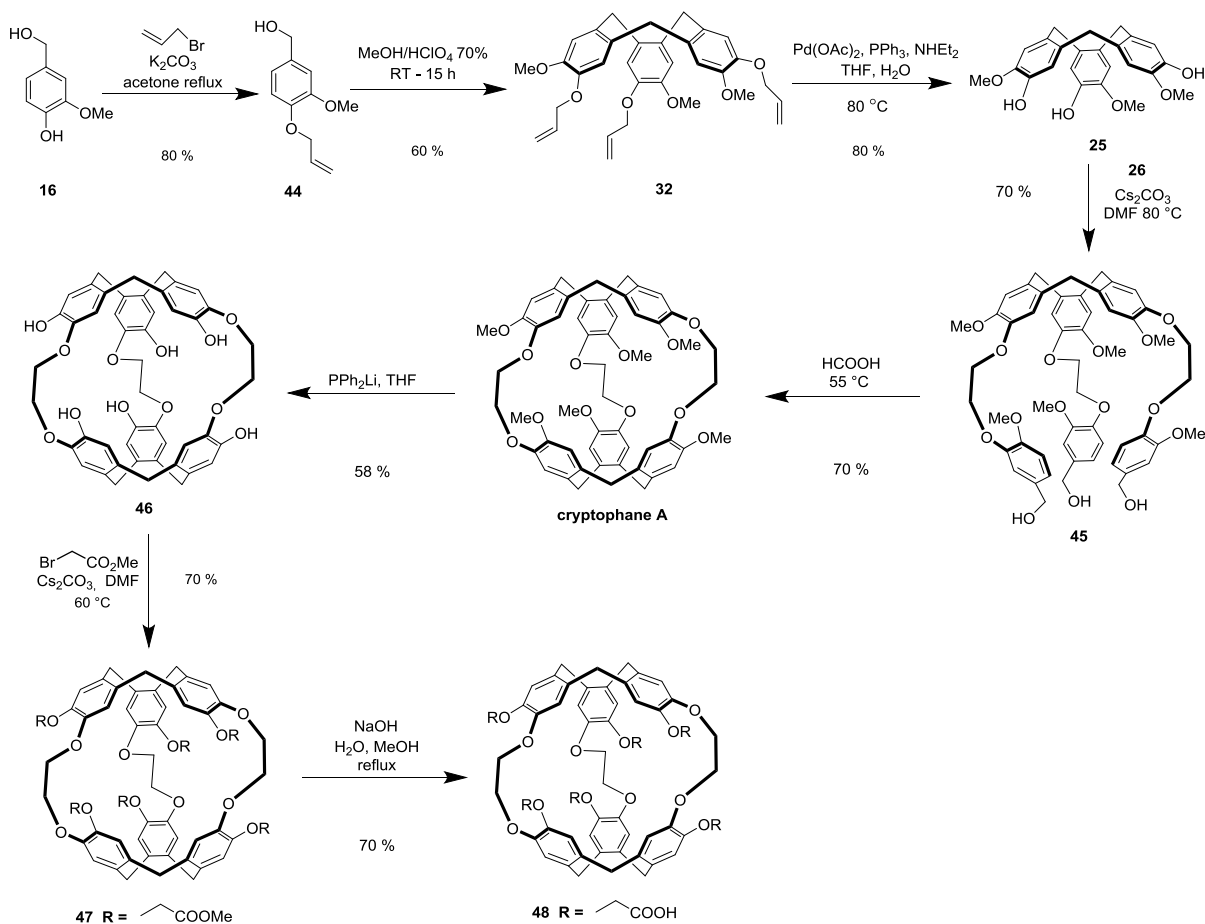 HO
Br
K2CO3
acetone reflux
OMe
OH
80 %
16
HO
OMe
O
44
MeOH/HClO4 70%
RT - 15 h
60 %
MeO
O
O
OMe
OMe
O
32
Pd(OAc)2, PPh3, NHEt2
THF, H2O
80 °C
80 %
MeO
HO
HO
OMe
OH
OMe
25
26
70 %
Cs2CO3
DMF 80 °C
HO
O
OH
O
HO
O
HO
O
HO
O
O
OH
46
PPh2Li, THF
58 %
MeO
O
OMe
O
MeO
O
MeO
O
MeO
O
O
OMe
cryptophane A
HCOOH
55 °C
70 %
MeO
O
O
OMe
OMe
O
MeO
O
MeO
O
O
OMe
HO
OH
OH
45
Br
CO2Me
Cs2CO3, DMF
60 °C
70 %
RO
O
O
OR
OR
O
RO
RO
O
O
O
OR
47 R =
COOMe
NaOH
H2O, MeOH
reflux
70 %
RO
O
O
OR
OR
O
RO
RO
O
O
O
OR
48 R =
COOH